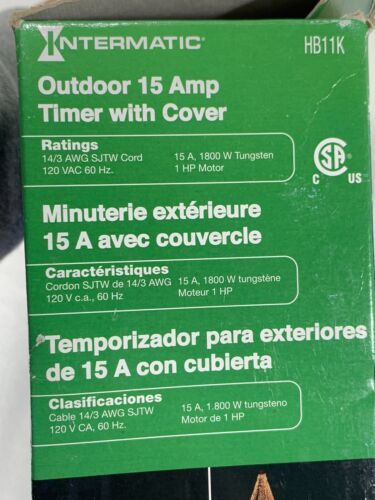 INTERMATIC® HB11K
Outdoor 15 Amp
Timer with Cover
Ratings
14/3 AWG SJTW Cord 15 A, 1800 W Tungsten
120 VAC 60 Hz. 1 HP Motor
CSA
C US
Minuterie extérieure
15 A avec couvercle
Caractéristiques
Cordon SJTW de 14/3 AWG 15 A, 1800 W tungstène
120 V c.a., 60 Hz Moteur 1 HP
Temporizador para exteriores
de 15 A con cubierta
Clasificaciones
Cable 14/3 AWG SJTW 15 A, 1.800 W tungsteno
120 V CA, 60 Hz. Motor de 1 HP